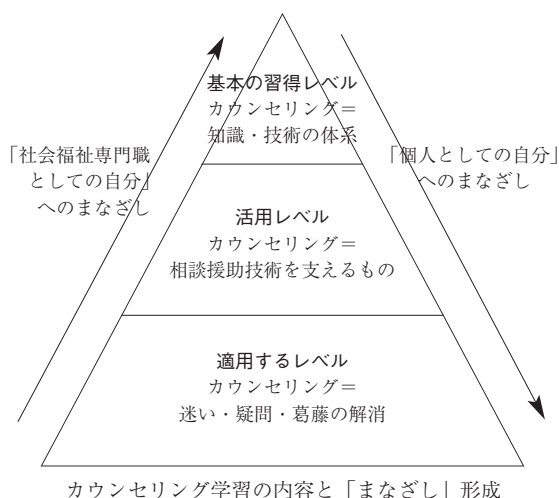 基本の習得レベル
カウンセリング＝
知識・技術の体系
「社会福祉専門職
としての自分」
へのまなざし
「個人としての自分」
へのまなざし
活用レベル
カウンセリング＝
相談援助技術を支えるもの
適用するレベル
カウンセリング＝
迷い・疑問・葛藤の解消
カウンセリング学習の内容と「まなざし」形成